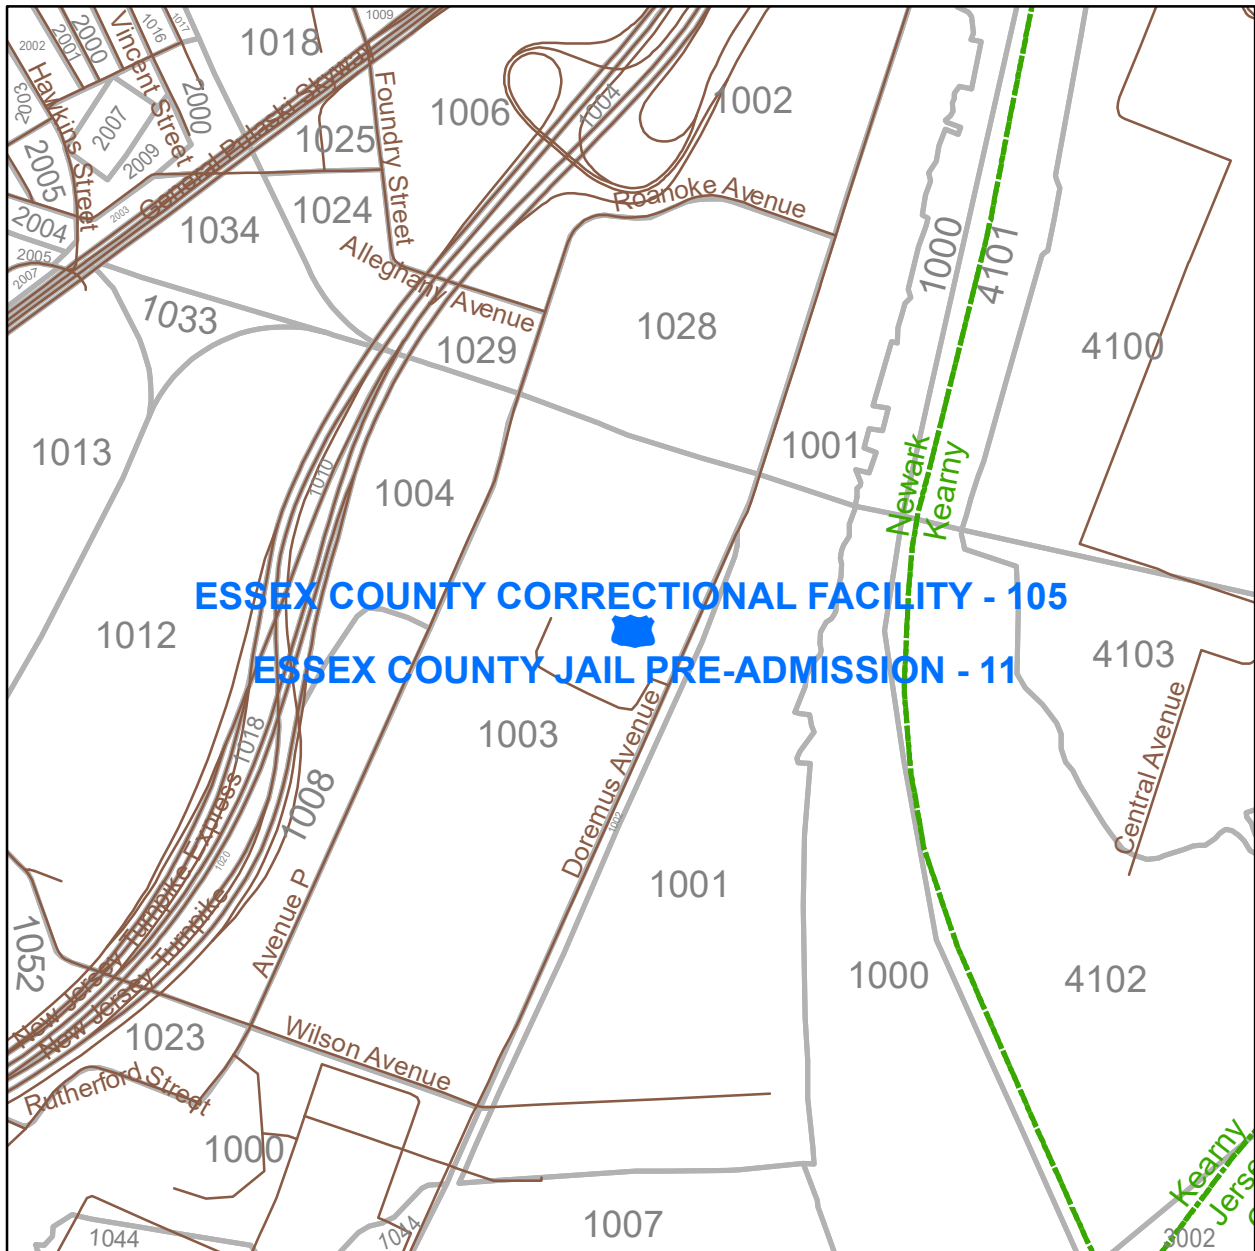 1009
1018
1016
1017
2000
2001
2002
Vincent Street
Hawkins Street
2003
2007
2000
2009
2005
2003
2004
2005
2007
General Pulaski Skyway
1034
1025
1024
Foundry Street
1006
1004
1002
Roanoke Avenue
Alleghany Avenue
1033
1029
1028
1000
4101
4100
1013
1010
1004
1001
Newark
Kearny
ESSEX COUNTY CORRECTIONAL FACILITY - 105
1012
4103
ESSEX COUNTY JAIL PRE-ADMISSION - 11
1018
1003
Doremus Avenue
1002
Central Avenue
1008
1020
1001
New Jersey Turnpike Express
New Jersey Turnpike
Avenue P
1052
1000
4102
1023
Wilson Avenue
Rutherford Street
1000
Kearny
1044
1044
1007
3002